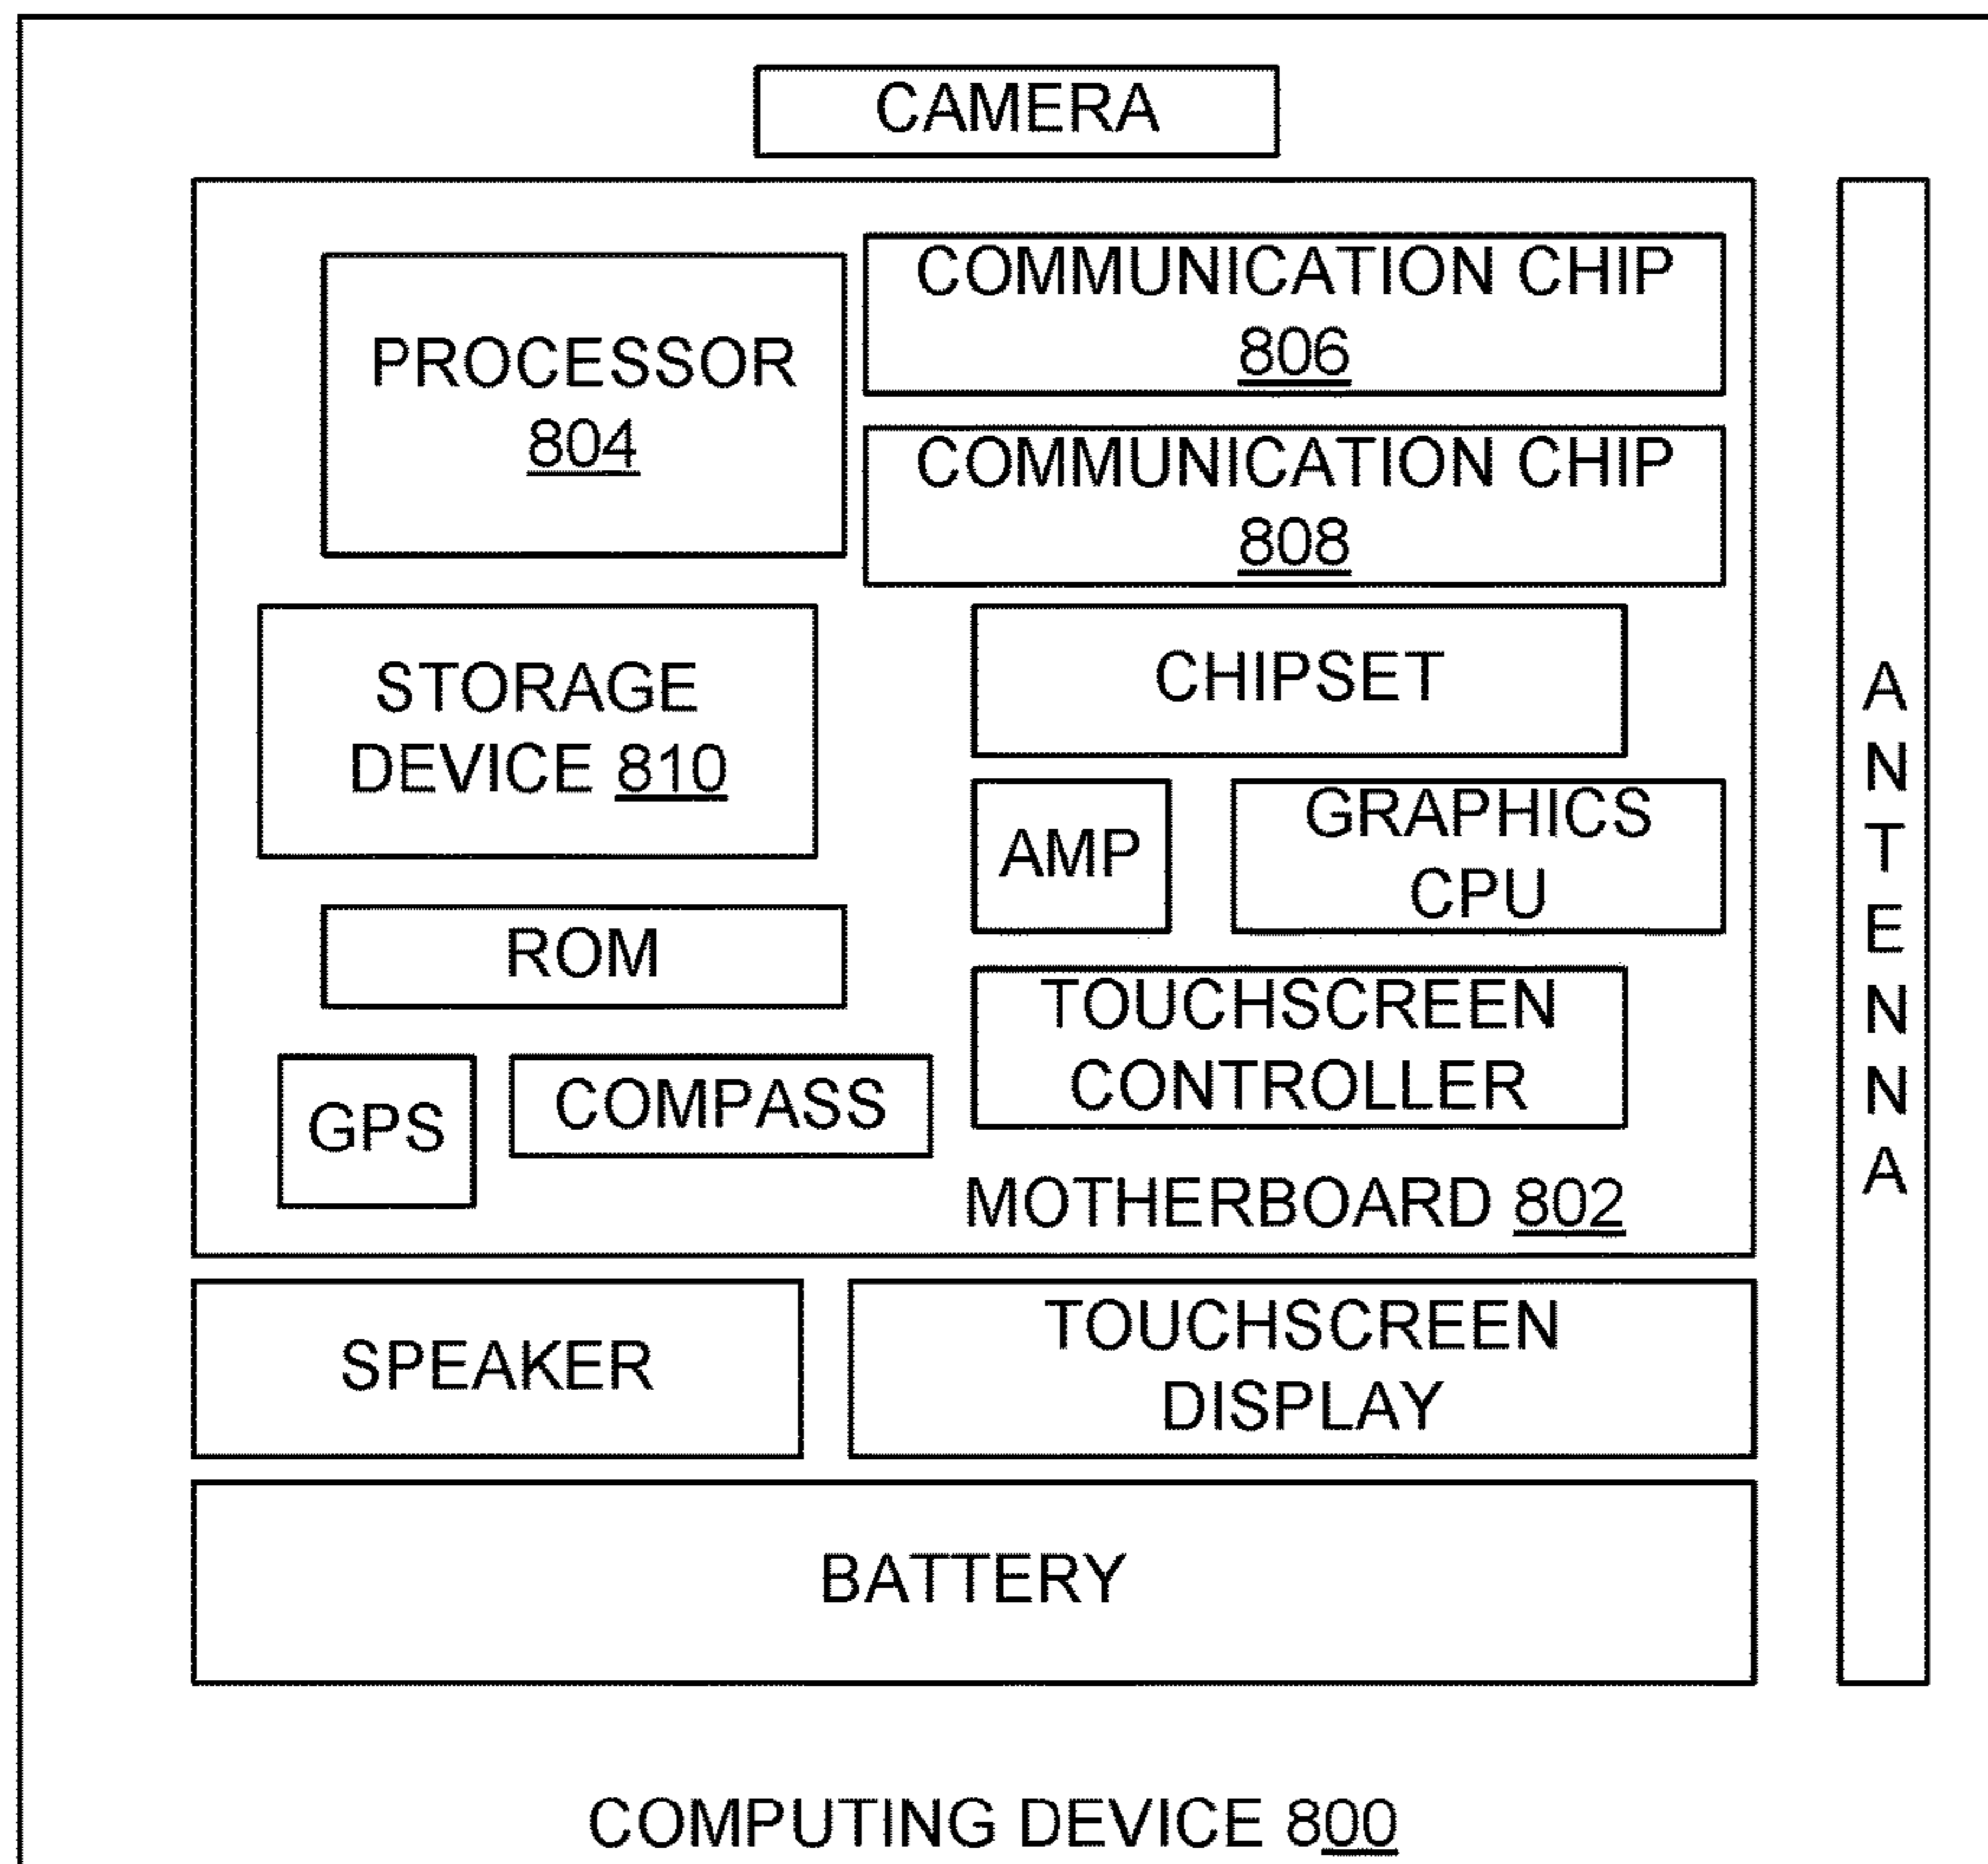 CAMERA
PROCESSOR
804
COMMUNICATION CHIP
806
COMMUNICATION CHIP
808
STORAGE
DEVICE 810
CHIPSET
AMP
GRAPHICS
CPU
ROM
TOUCHSCREEN
CONTROLLER
GPS
COMPASS
MOTHERBOARD 802
ANTENNA
SPEAKER
TOUCHSCREEN
DISPLAY
BATTERY
COMPUTING DEVICE 800